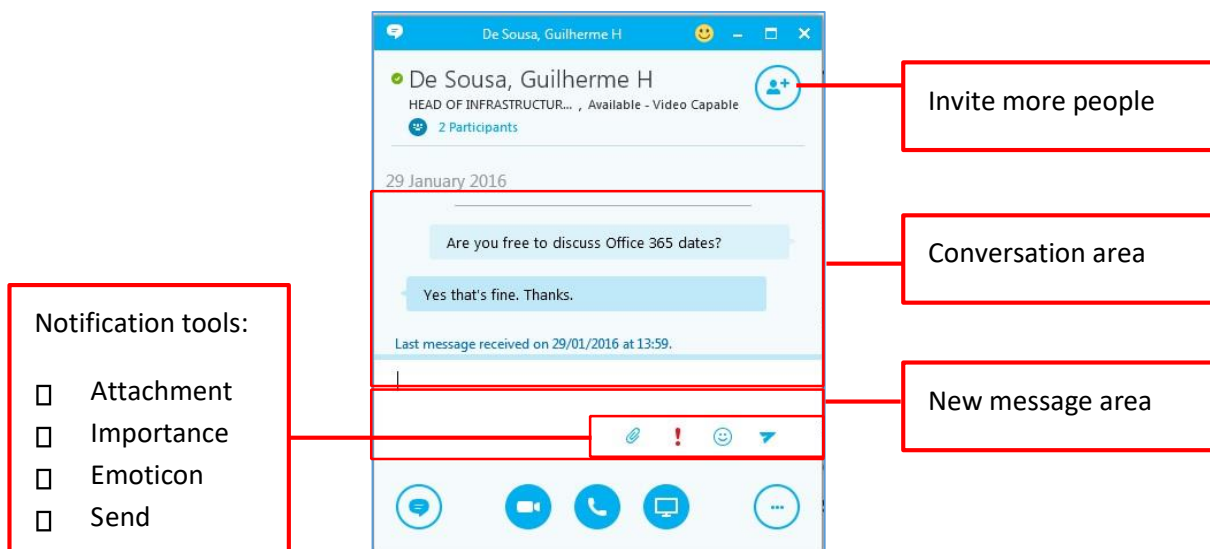 De Sousa, Guilherme H
De Sousa, Guilherme H
HEAD OF INFRASTRUCTUR... , Available - Video Capable
2 Participants
29 January 2016
Are you free to discuss Office 365 dates?
Yes that's fine. Thanks.
Last message received on 29/01/2016 at 13:59.
Invite more people
Conversation area
New message area
Notification tools:
Attachment
Importance
Emoticon
Send